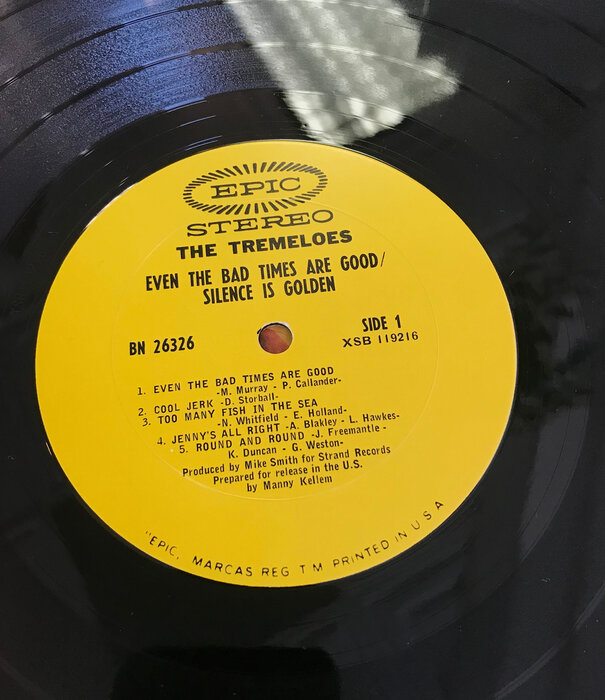 EPIC
STEREO
THE TREMELOES
EVEN THE BAD TIMES ARE GOOD/
SILENCE IS GOLDEN
BN 26326
SIDE 1
XSB 119216
1. EVEN THE BAD TIMES ARE GOOD
-M. Murray - P. Callander-
2. COOL JERK -D. Storball-
3. TOO MANY FISH IN THE SEA
-N. Whitfield - E. Holland-
4. JENNY'S ALL RIGHT -A. Blakley - L. Hawkes-
5. ROUND AND ROUND -J. Freemantle -
K. Duncan - G. Weston-
Produced by Mike Smith for Strand Records
Prepared for release in the U.S.
by Manny Kellem
"EPIC, MARCAS REG T M PRINTED IN U S A